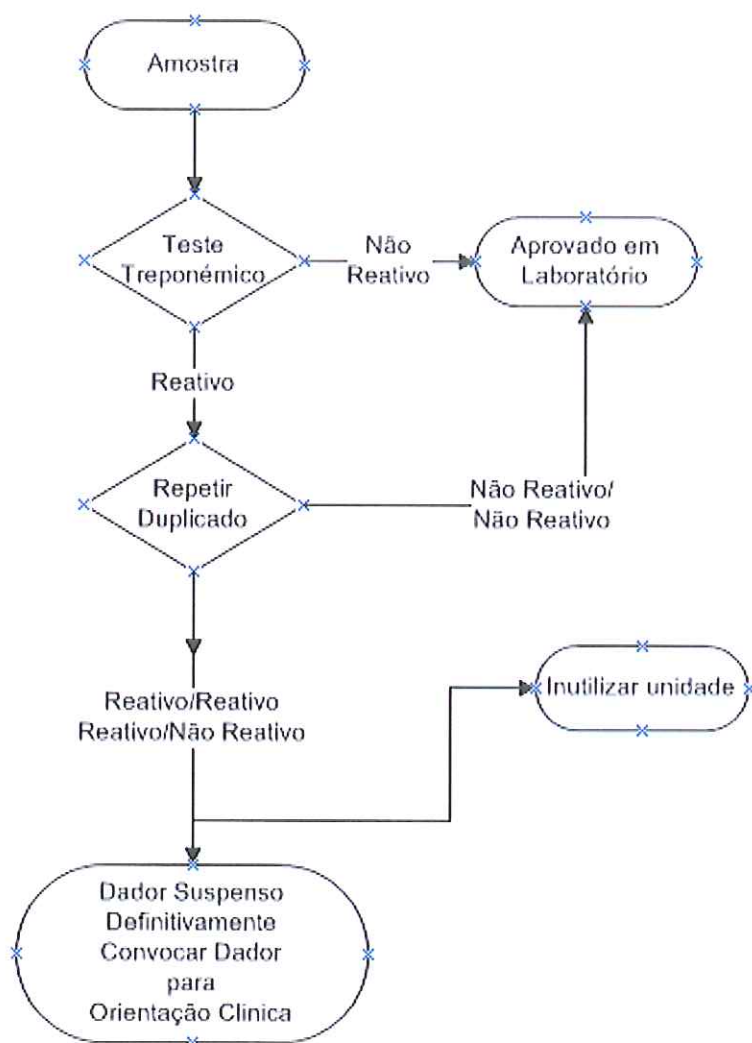 Amostra
Teste
Treponémico
Não
Reativo
Aprovado em
Laboratório
Reativo
Repetir
Duplicado
Não Reativo/
Não Reativo
Reativo/Reativo
Reativo/Não Reativo
Inutilizar unidade
Dador Suspenso
Definitivamente
Convocar Dador
para
Orientação Clinica